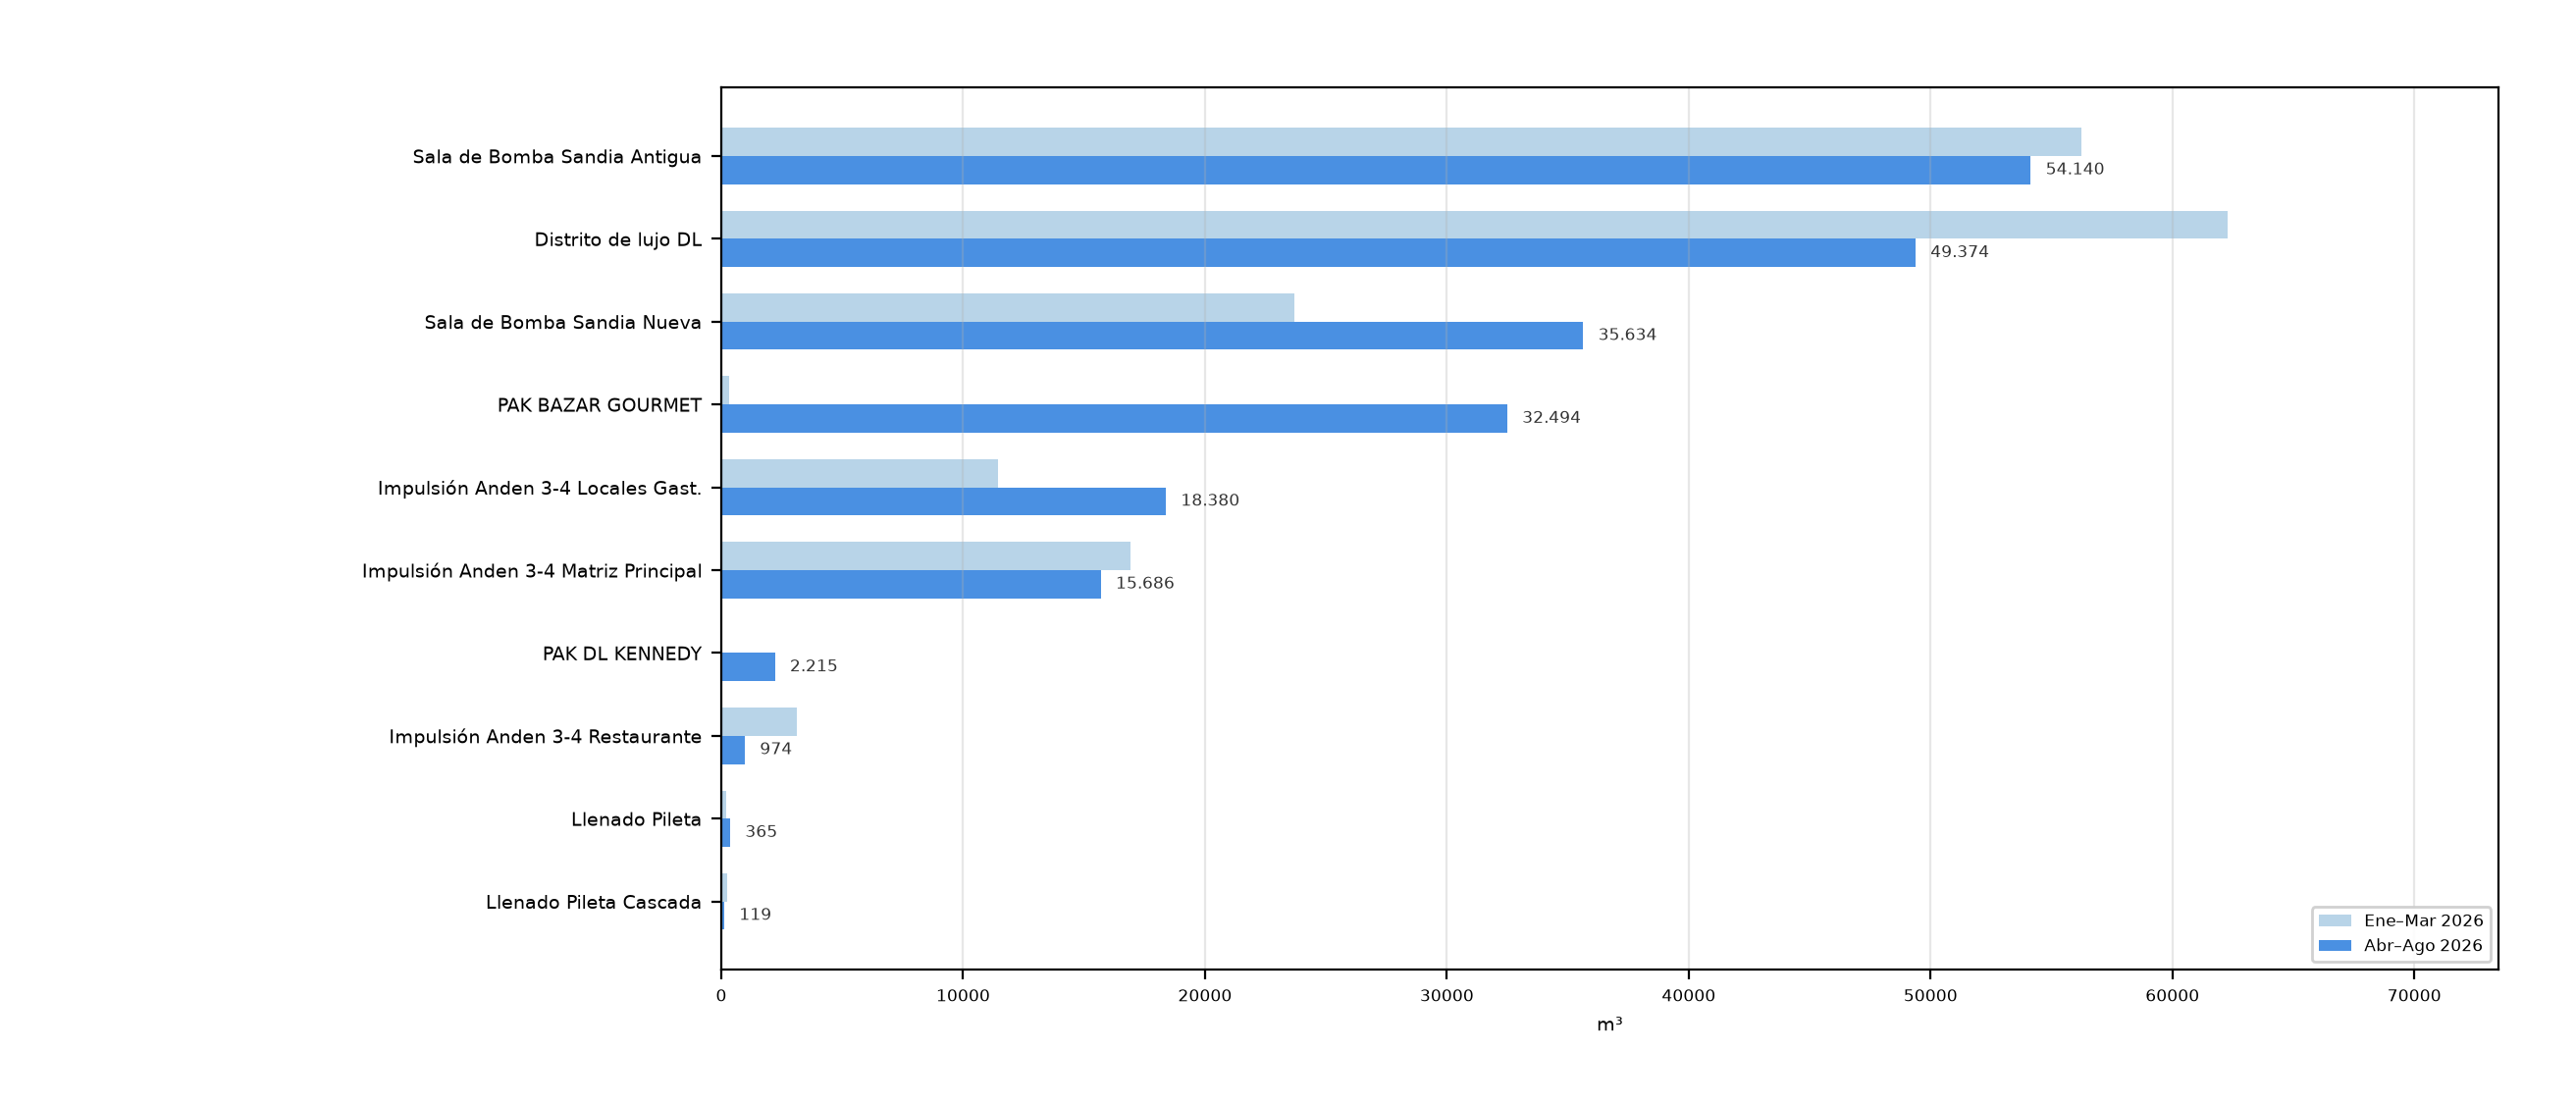 Sala de Bomba Sandia Antigua
54.140
Distrito de lujo DL
49.374
Sala de Bomba Sandia Nueva
35.634
PAK BAZAR GOURMET
32.494
Impulsión Anden 3-4 Locales Gast.
18.380
Impulsión Anden 3-4 Matriz Principal
15.686
PAK DL KENNEDY
2.215
Impulsión Anden 3-4 Restaurante
974
Llenado Pileta
365
Llenado Pileta Cascada
119
Ene–Mar 2026
Abr–Ago 2026
0 10000 20000 30000 40000 50000 60000 70000
m³